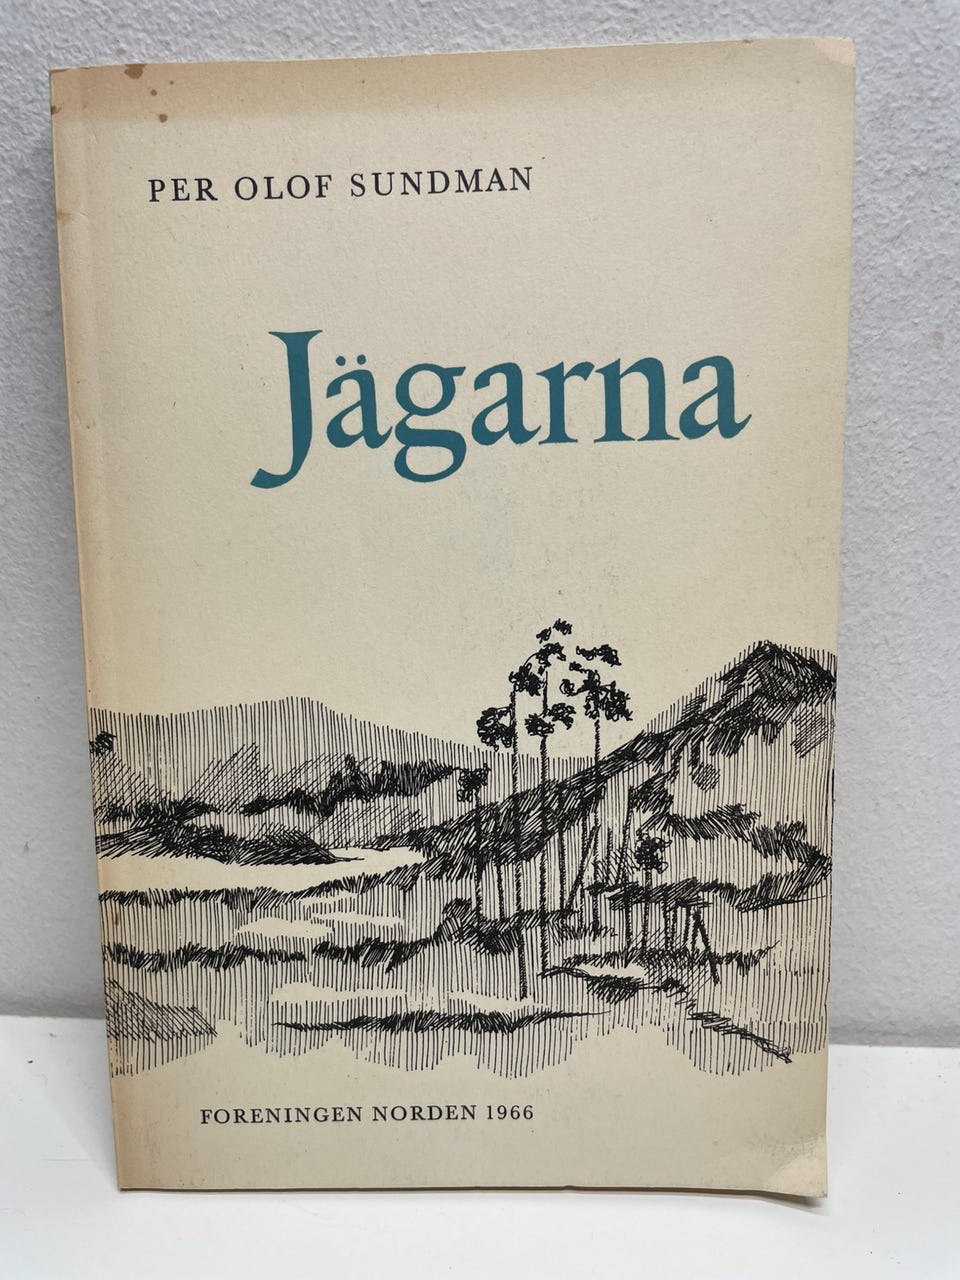 PER OLOF SUNDMAN
Jägarna
FORENINGEN NORDEN 1966